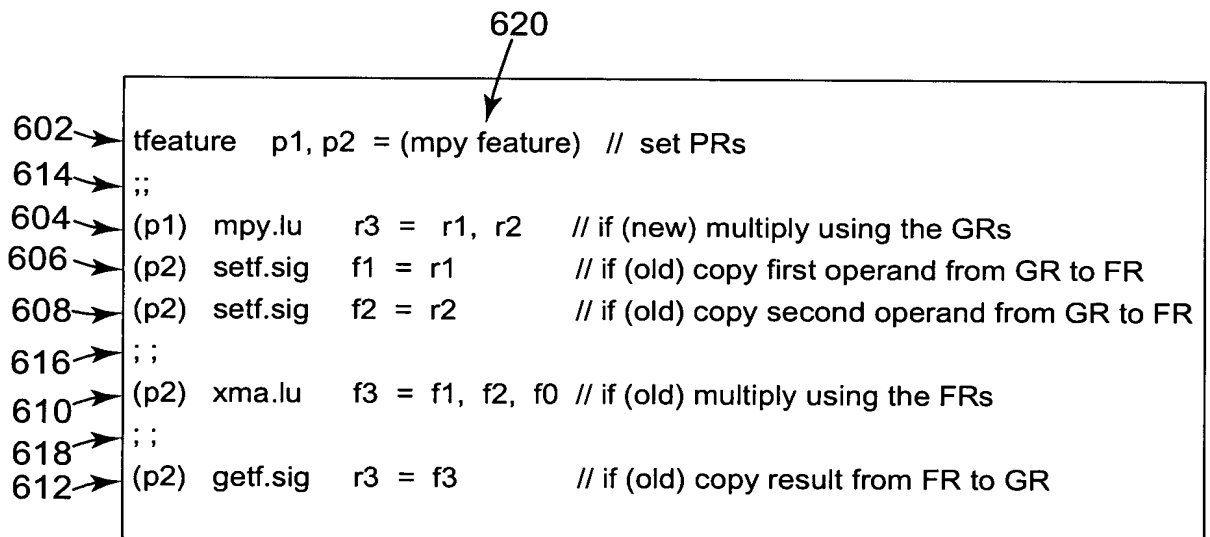 620
602 tfeature p1, p2 = (mpy feature) // set PRs
614 ;;
604 (p1) mpy.lu r3 = r1, r2 // if (new) multiply using the GRs
606 (p2) setf.sig f1 = r1 // if (old) copy first operand from GR to FR
608 (p2) setf.sig f2 = r2 // if (old) copy second operand from GR to FR
616 ; ;
610 (p2) xma.lu f3 = f1, f2, f0 // if (old) multiply using the FRs
618 ; ;
612 (p2) getf.sig r3 = f3 // if (old) copy result from FR to GR